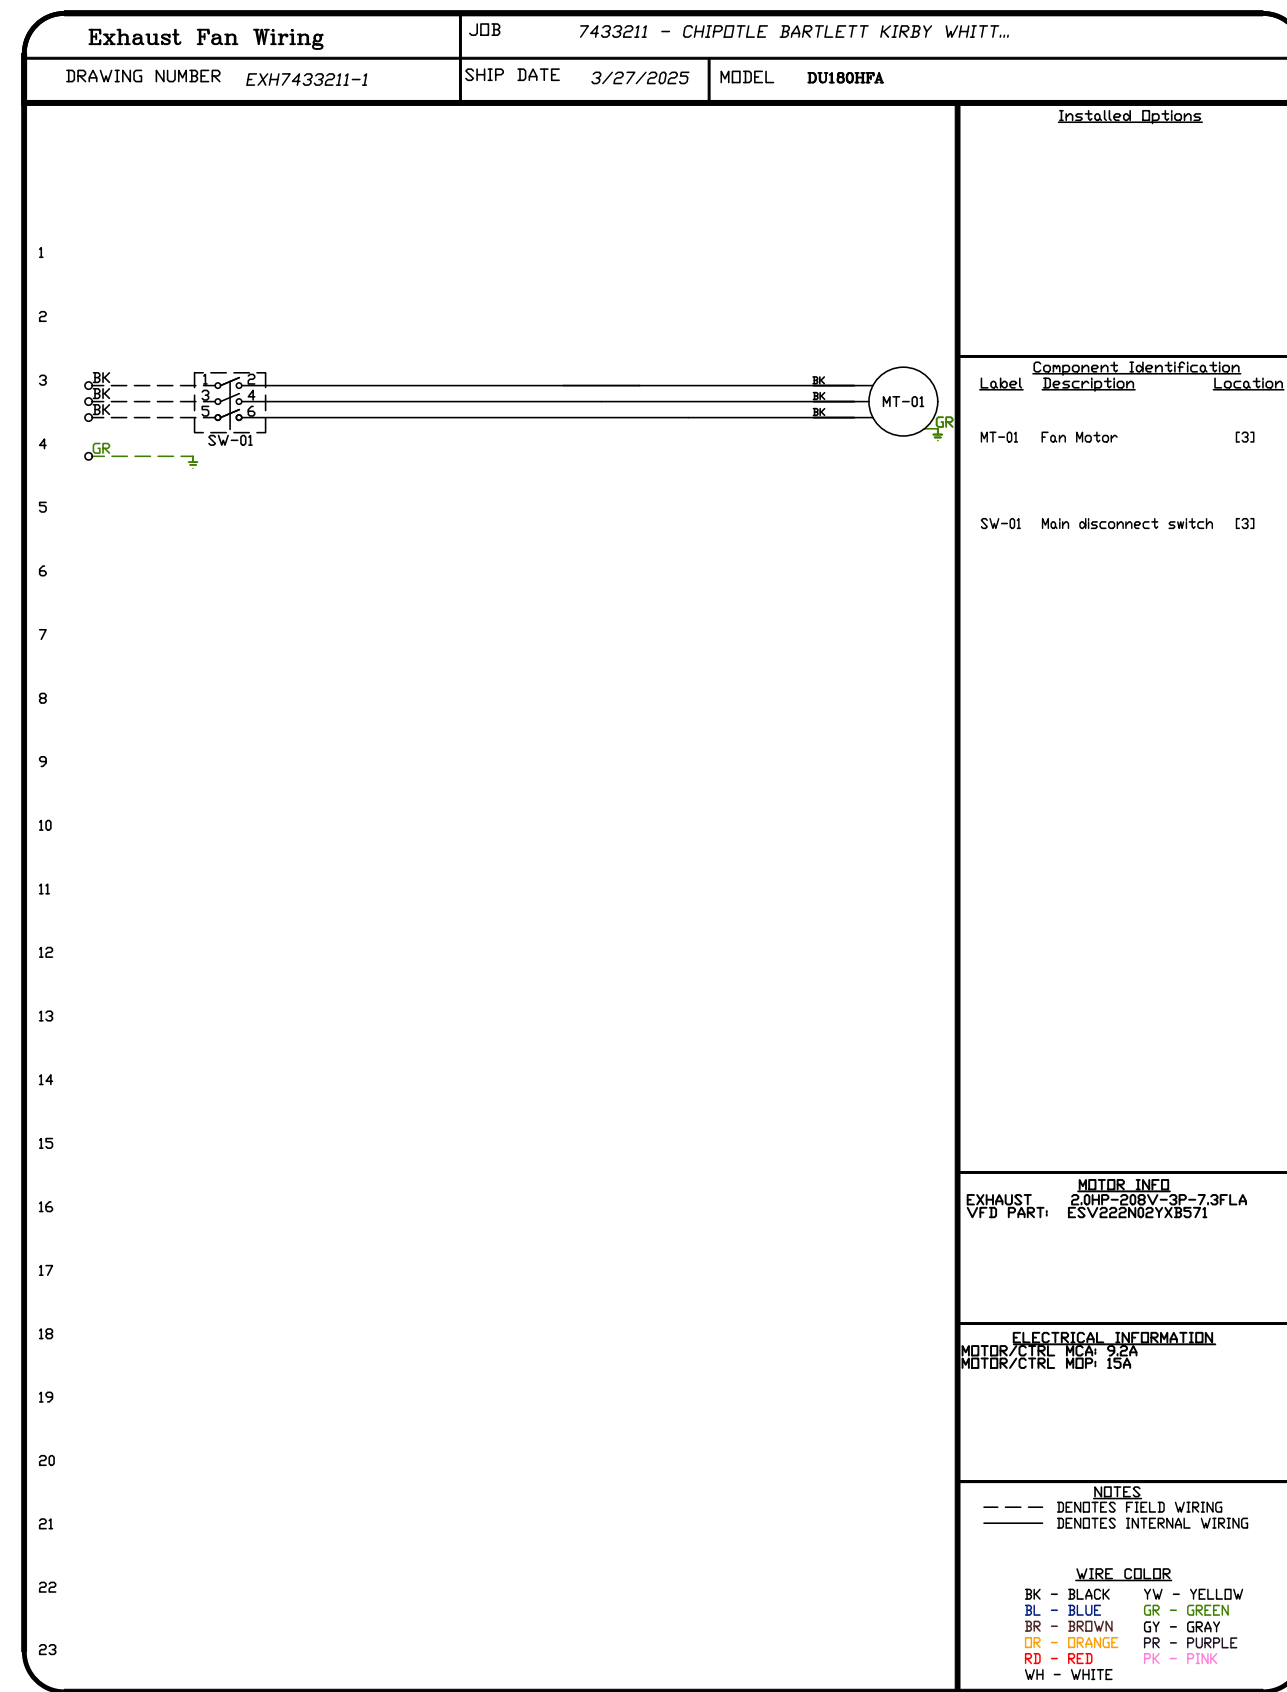 Exhaust Fan Wiring
JOB 7433211 - CHIPOTLE BARTLETT KIRBY WHITT...
DRAWING NUMBER EXH7433211-1
SHIP DATE 3/27/2025
MODEL DU180HFA
Installed Options
1
2
3
4
5
6
7
8
9
10
11
12
13
14
15
16
17
18
19
20
21
22
23
BK
BK
BK
GR
1 2
3 4
5 6
SW-01
BK
BK
BK
MT-01
GR
Component Identification
Label Description Location
MT-01 Fan Motor [3]
SW-01 Main disconnect switch [3]
MOTOR INFO
EXHAUST 2.0HP-208V-3P-7.3FLA
VFD PART: ESV222N02YXB571
ELECTRICAL INFORMATION
MOTOR/CTRL MCA: 9.2A
MOTOR/CTRL MOP: 15A
NOTES
DENOTES FIELD WIRING
DENOTES INTERNAL WIRING
WIRE COLOR
BK - BLACK YW - YELLOW
BL - BLUE GR - GREEN
BR - BROWN GY - GRAY
OR - ORANGE PR - PURPLE
RD - RED PK - PINK
WH - WHITE